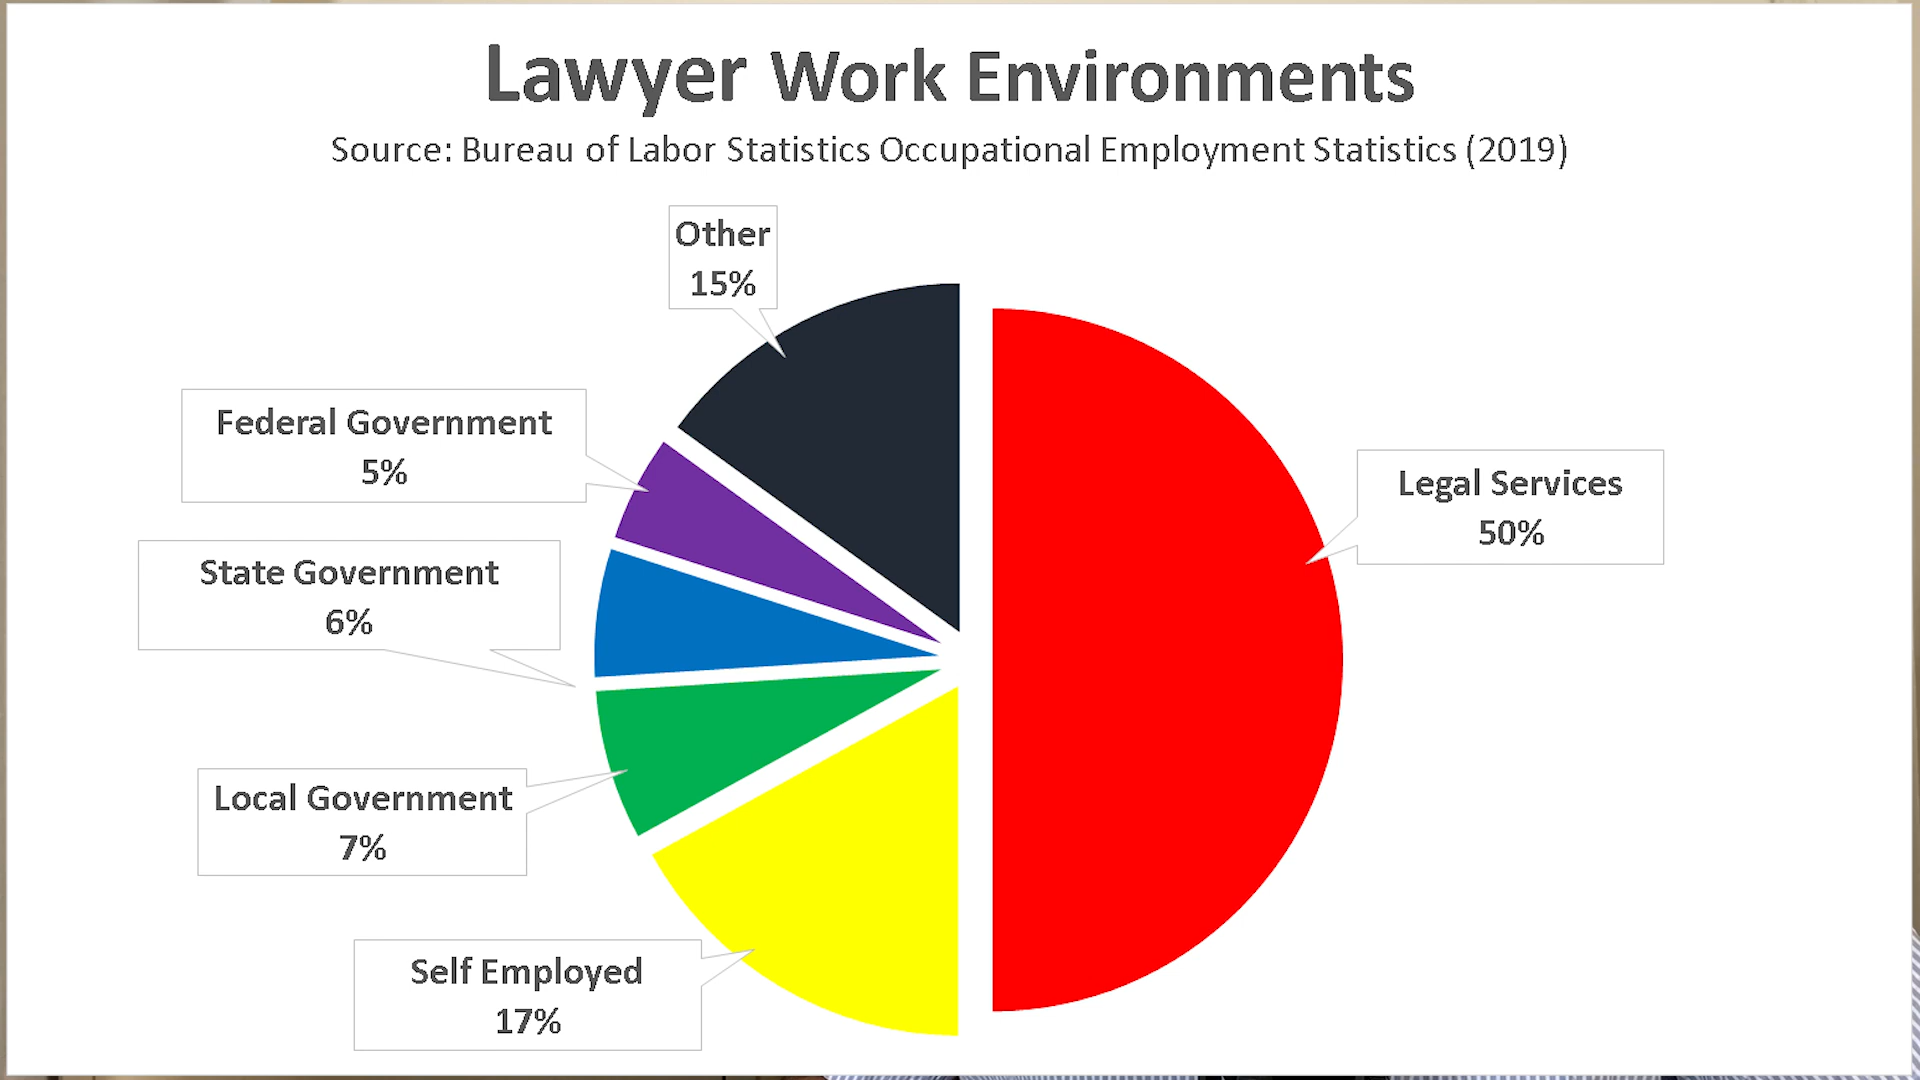 Lawyer Work Environments
Source: Bureau of Labor Statistics Occupational Employment Statistics (2019)
Other
15%
Federal Government
5%
Legal Services
50%
State Government
6%
Local Government
7%
Self Employed
17%